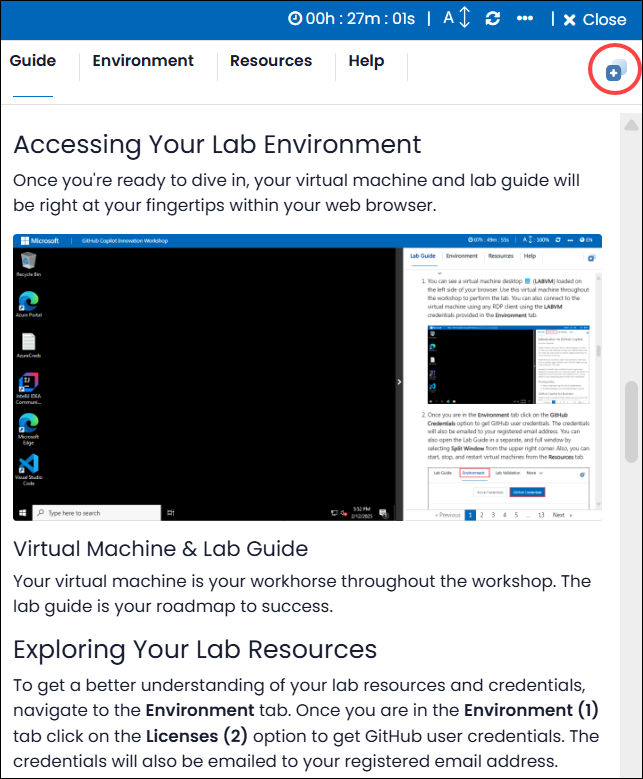 00h : 27m : 01s | A | Close
Guide Environment Resources Help
Accessing Your Lab Environment
Once you're ready to dive in, your virtual machine and lab guide will
be right at your fingertips within your web browser.
Microsoft | GitHub Copilot Innovation Workshop 07h : 49m : 55s | A : 100% EN
Lab Guide Environment Resources Help
Recycle Bin
Azure Portal
AzureCreds
IntelliJ IDEA
Communi...
Microsoft
Edge
Visual Studio
Code
Type here to search
5:52 PM
2/12/2025
1. You can see a virtual machine desktop (LABVM) loaded on
the left side of your browser. Use this virtual machine throughout
the workshop to perform the lab. You can also connect to the
virtual machine using any RDP client using the LABVM
credentials provided in the Environment tab.
2. Once you are in the Environment tab click on the GitHub
Credentials option to get GitHub user credentials. The credentials
will also be emailed to your registered email address. You can
also open the Lab Guide in a separate, and full window by
selecting Split Window from the upper right corner. Also, you can
start, stop, and restart virtual machines from the Resources tab.
Lab Guide Environment Lab Validation More
Azure Credentials GitHub Credentials
« Previous 1 2 3 4 5 ... 13 Next »
Virtual Machine & Lab Guide
Your virtual machine is your workhorse throughout the workshop. The
lab guide is your roadmap to success.
Exploring Your Lab Resources
To get a better understanding of your lab resources and credentials,
navigate to the Environment tab. Once you are in the Environment (1)
tab click on the Licenses (2) option to get GitHub user credentials. The
credentials will also be emailed to your registered email address.